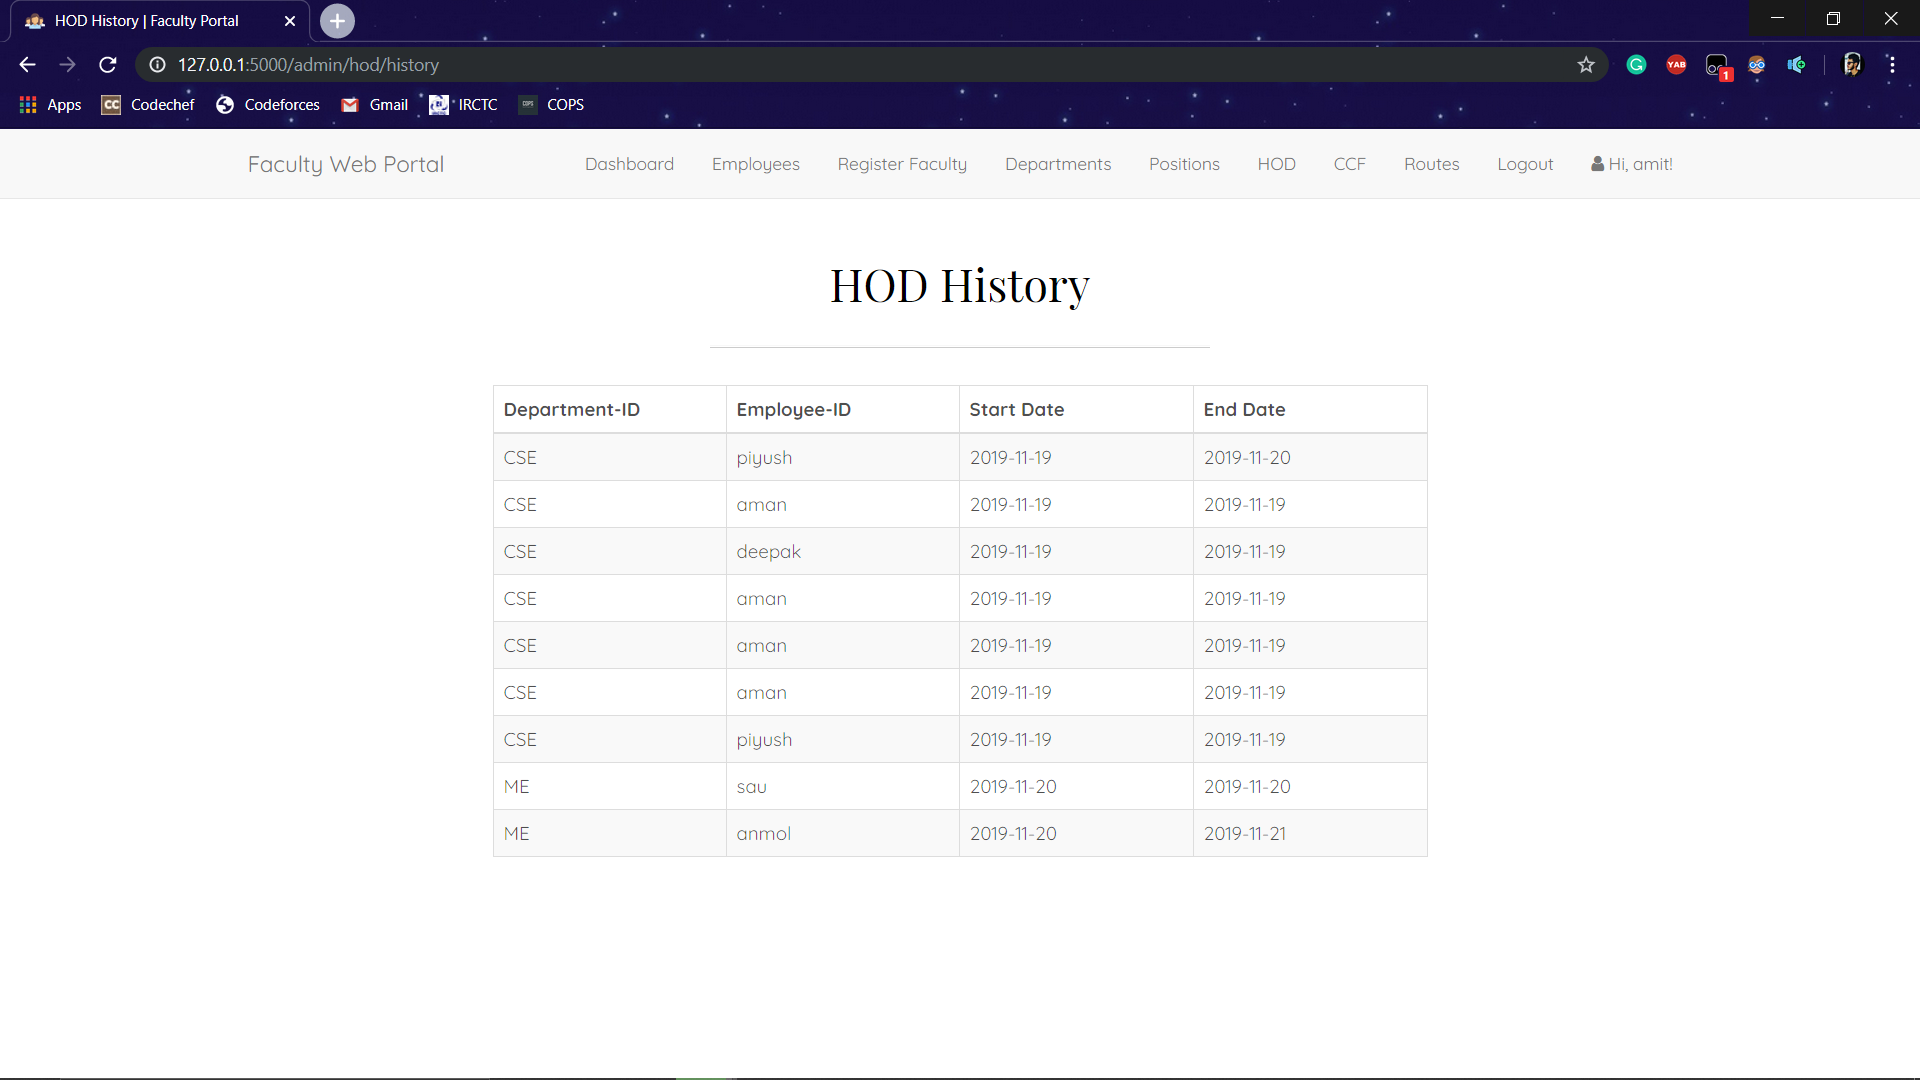 HOD History | Faculty Portal
127.0.0.1:5000/admin/hod/history
YAB
1
Apps CC Codechef Codeforces Gmail IRCTC COPS COPS
Faculty Web Portal Dashboard Employees Register Faculty Departments Positions HOD CCF Routes Logout Hi, amit!
HOD History
Department-ID Employee-ID Start Date End Date
CSE piyush 2019-11-19 2019-11-20
CSE aman 2019-11-19 2019-11-19
CSE deepak 2019-11-19 2019-11-19
CSE aman 2019-11-19 2019-11-19
CSE aman 2019-11-19 2019-11-19
CSE aman 2019-11-19 2019-11-19
CSE piyush 2019-11-19 2019-11-19
ME sau 2019-11-20 2019-11-20
ME anmol 2019-11-20 2019-11-21